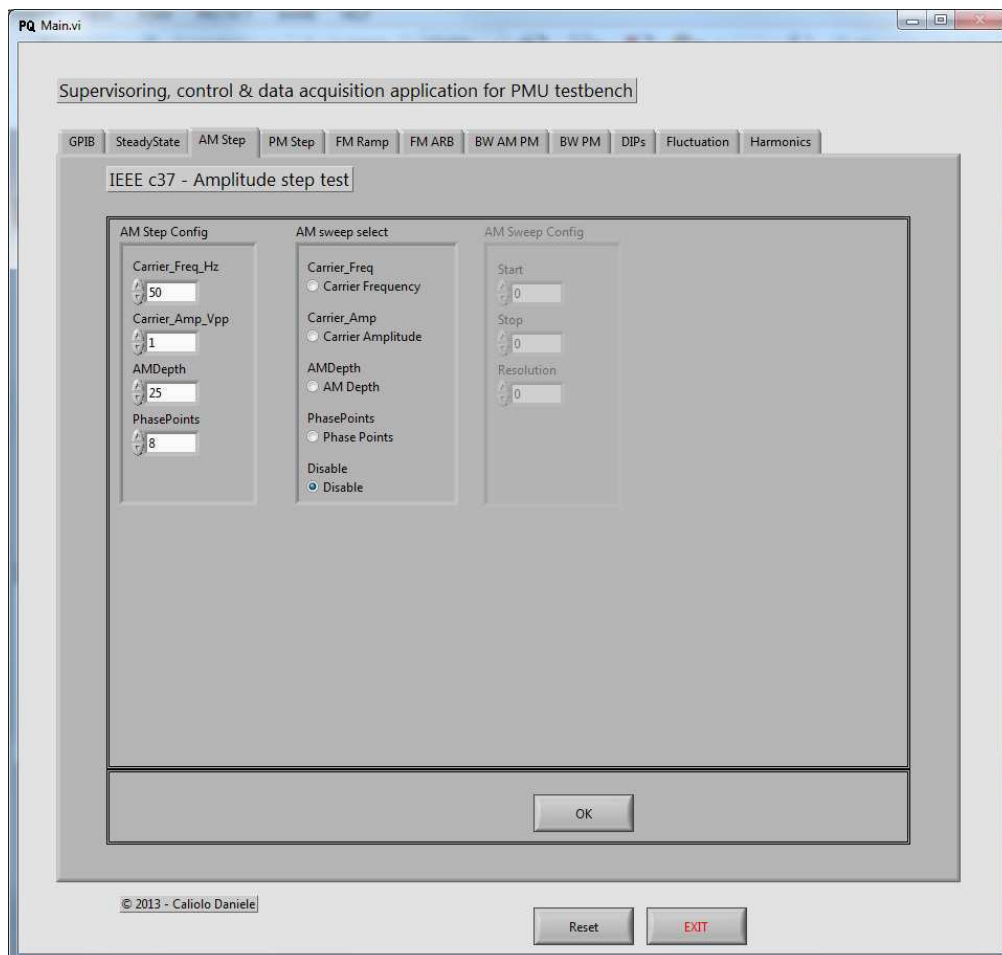 PQ Main.vi
Supervisoring, control & data acquisition application for PMU testbench
GPIB SteadyState AM Step PM Step FM Ramp FM ARB BW AM PM BW PM DIPs Fluctuation Harmonics
IEEE c37 - Amplitude step test
AM Step Config
Carrier_Freq_Hz
50
Carrier_Amp_Vpp
1
AMDepth
25
PhasePoints
8
AM sweep select
Carrier_Freq
Carrier Frequency
Carrier_Amp
Carrier Amplitude
AMDepth
AM Depth
PhasePoints
Phase Points
Disable
Disable
AM Sweep Config
Start
0
Stop
0
Resolution
0
OK
© 2013 - Caliolo Daniele
Reset EXIT